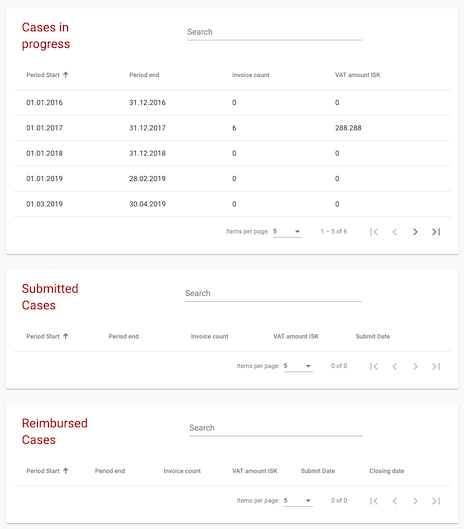 Cases in
progress
Search
Period Start Period end Invoice count VAT amount ISK
01.01.2016 31.12.2016 0 0
01.01.2017 31.12.2017 6 288.288
01.01.2018 31.12.2018 0 0
01.01.2019 28.02.2019 0 0
01.03.2019 30.04.2019 0 0
Items per page: 5 1 – 5 of 6
Submitted
Cases
Search
Period Start Period end Invoice count VAT amount ISK Submit Date
Items per page: 5 0 of 0
Reimbursed
Cases
Search
Period Start Period end Invoice count VAT amount ISK Submit Date Closing date
Items per page: 5 0 of 0